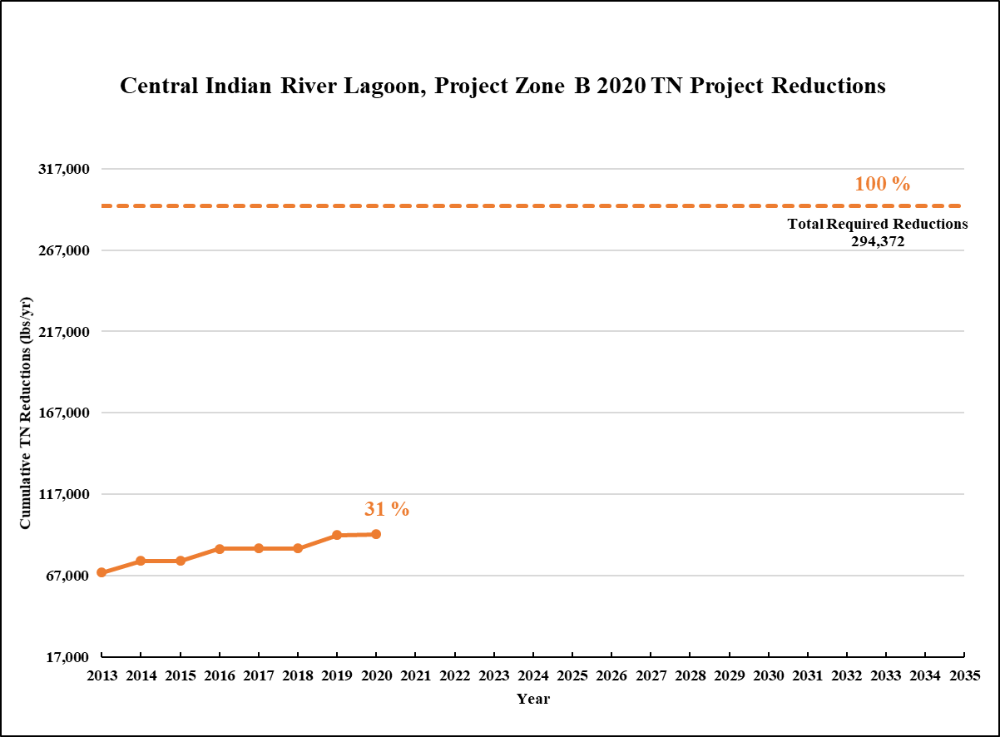 Central Indian River Lagoon, Project Zone B 2020 TN Project Reductions
317,000
100 %
Total Required Reductions
294,372
267,000
217,000
Cumulative TN Reductions (lbs/yr)
167,000
117,000
31 %
67,000
17,000
2013 2014 2015 2016 2017 2018 2019 2020 2021 2022 2023 2024 2025 2026 2027 2028 2029 2030 2031 2032 2033 2034 2035
Year